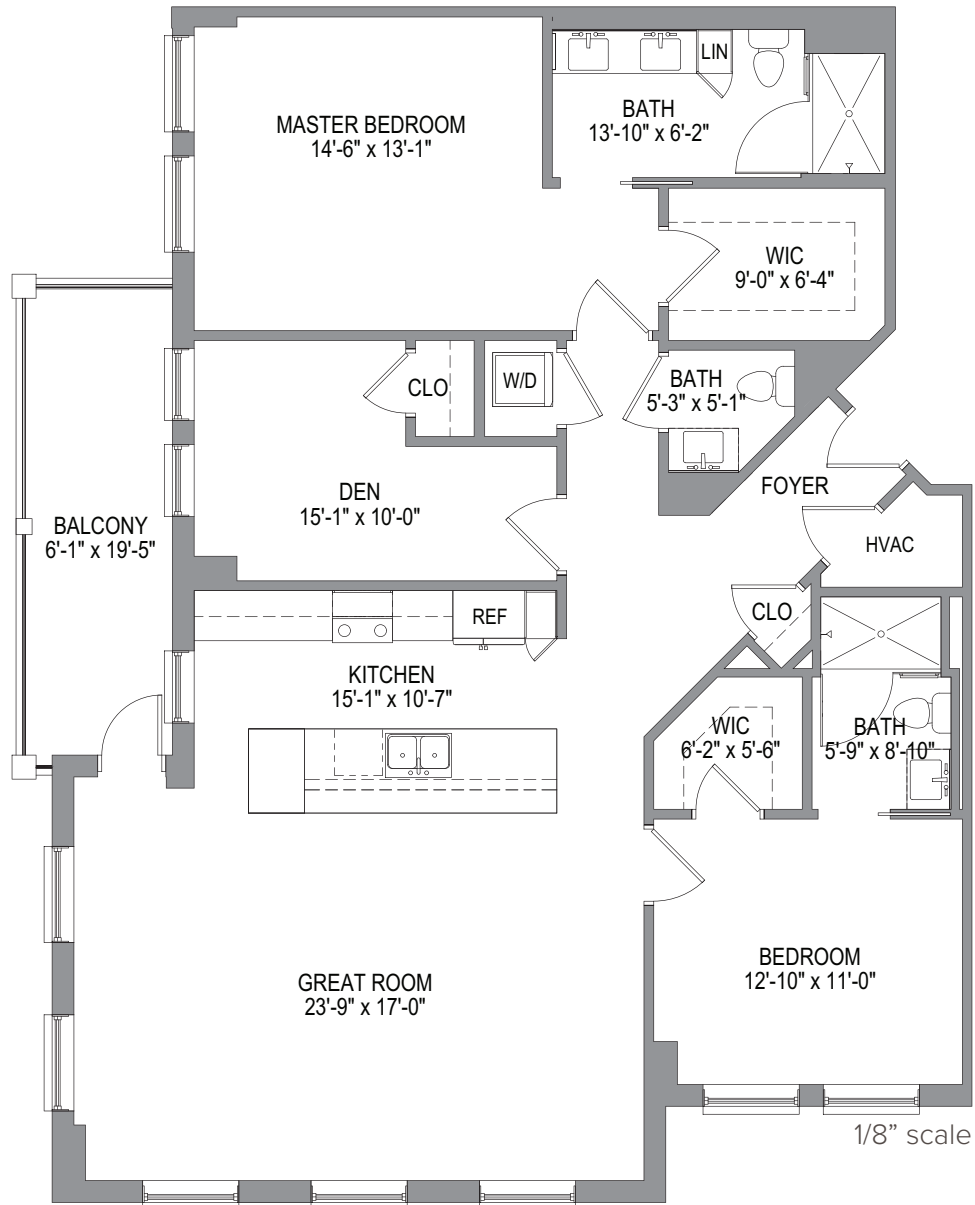 MASTER BEDROOM
14'-6" x 13'-1"
LIN
BATH
13'-10" x 6'-2"
WIC
9'-0" x 6'-4"
CLO
W/D
BATH
5'-3" x 5'-1"
DEN
15'-1" x 10'-0"
FOYER
BALCONY
6'-1" x 19'-5"
HVAC
REF
CLO
KITCHEN
15'-1" x 10'-7"
WIC
6'-2" x 5'-6"
BATH
5'-9" x 8'-10"
GREAT ROOM
23'-9" x 17'-0"
BEDROOM
12'-10" x 11'-0"
1/8” scale